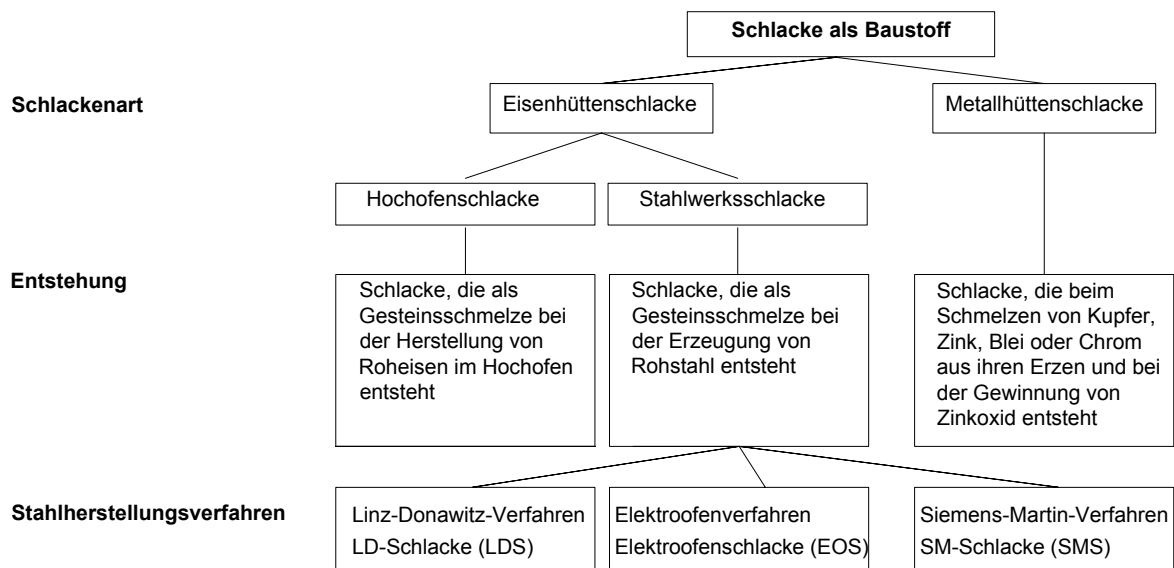 Schlacke als Baustoff
Schlackenart
Eisenhüttenschlacke
Metallhüttenschlacke
Hochofenschlacke
Stahlwerksschlacke
Entstehung
Schlacke, die als
Gesteinsschmelze bei
der Herstellung von
Roheisen im Hochofen
entsteht
Schlacke, die als
Gesteinsschmelze bei
der Erzeugung von
Rohstahl entsteht
Schlacke, die beim
Schmelzen von Kupfer,
Zink, Blei oder Chrom
aus ihren Erzen und bei
der Gewinnung von
Zinkoxid entsteht
Stahlherstellungsverfahren
Linz-Donawitz-Verfahren
LD-Schlacke (LDS)
Elektroofenverfahren
Elektroofenschlacke (EOS)
Siemens-Martin-Verfahren
SM-Schlacke (SMS)